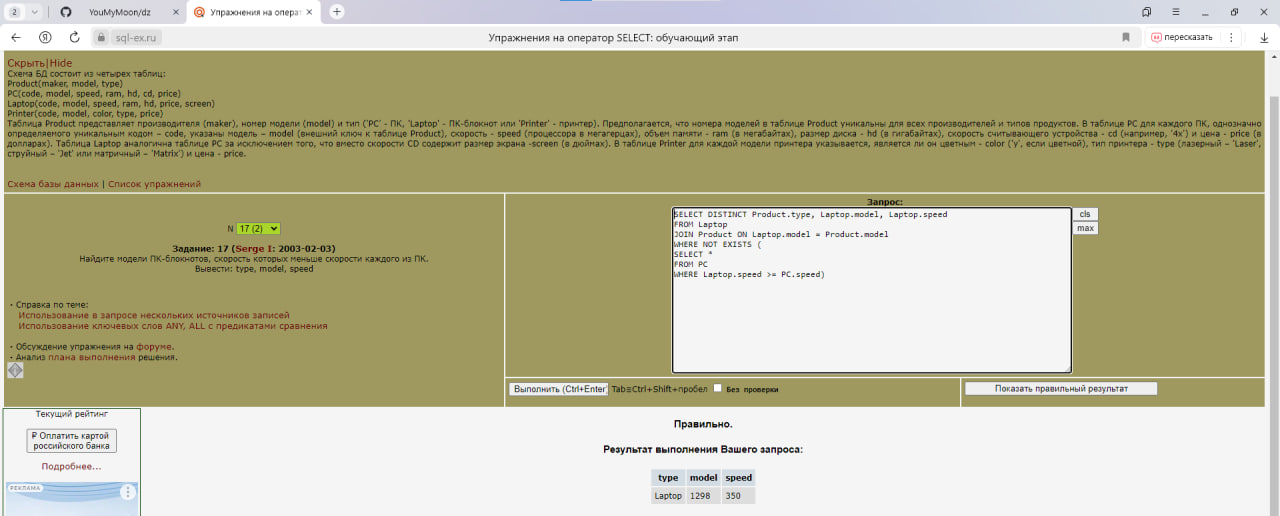 2
YouMyMoon/dz
Упражнения на операт
sql-ex.ru
Упражнения на оператор SELECT: обучающий этап
пересказать
Скрыть|Hide
Схема БД состоит из четырех таблиц:
Product(maker, model, type)
PC(code, model, speed, ram, hd, cd, price)
Laptop(code, model, speed, ram, hd, price, screen)
Printer(code, model, color, type, price)
Таблица Product представляет производителя (maker), номер модели (model) и тип ('PC' - ПК, 'Laptop' - ПК-блокнот или 'Printer' - принтер). Предполагается, что номера моделей в таблице Product уникальны для всех производителей и типов продуктов. В таблице PC для каждого ПК, однозначно
определяемого уникальным кодом – code, указаны модель – model (внешний ключ к таблице Product), скорость - speed (процессора в мегагерцах), объем памяти - ram (в мегабайтах), размер диска - hd (в гигабайтах), скорость считывающего устройства - cd (например, '4x') и цена - price (в
долларах). Таблица Laptop аналогична таблице РС за исключением того, что вместо скорости CD содержит размер экрана -screen (в дюймах). В таблице Printer для каждой модели принтера указывается, является ли он цветным - color ('y', если цветной), тип принтера - type (лазерный – 'Laser',
струйный – 'Jet' или матричный – 'Matrix') и цена - price.
Схема базы данных | Список упражнений
N 17 (2)
Задание: 17 (Serge I: 2003-02-03)
Найдите модели ПК-блокнотов, скорость которых меньше скорости каждого из ПК.
Вывести: type, model, speed
· Справка по теме:
Использование в запросе нескольких источников записей
Использование ключевых слов ANY, ALL с предикатами сравнения
· Обсуждение упражнения на форуме.
· Анализ плана выполнения решения.
Запрос:
SELECT DISTINCT Product.type, Laptop.model, Laptop.speed
FROM Laptop
JOIN Product ON Laptop.model = Product.model
WHERE NOT EXISTS (
SELECT *
FROM PC
WHERE Laptop.speed >= PC.speed)
cls
max
Выполнить (Ctrl+Enter) Tab≡Ctrl+Shift+пробел Без проверки
Показать правильный результат
Текущий рейтинг
₽ Оплатить картой
российского банка
Подробнее...
РЕКЛАМА
Правильно.
Результат выполнения Вашего запроса:
type model speed
Laptop 1298 350